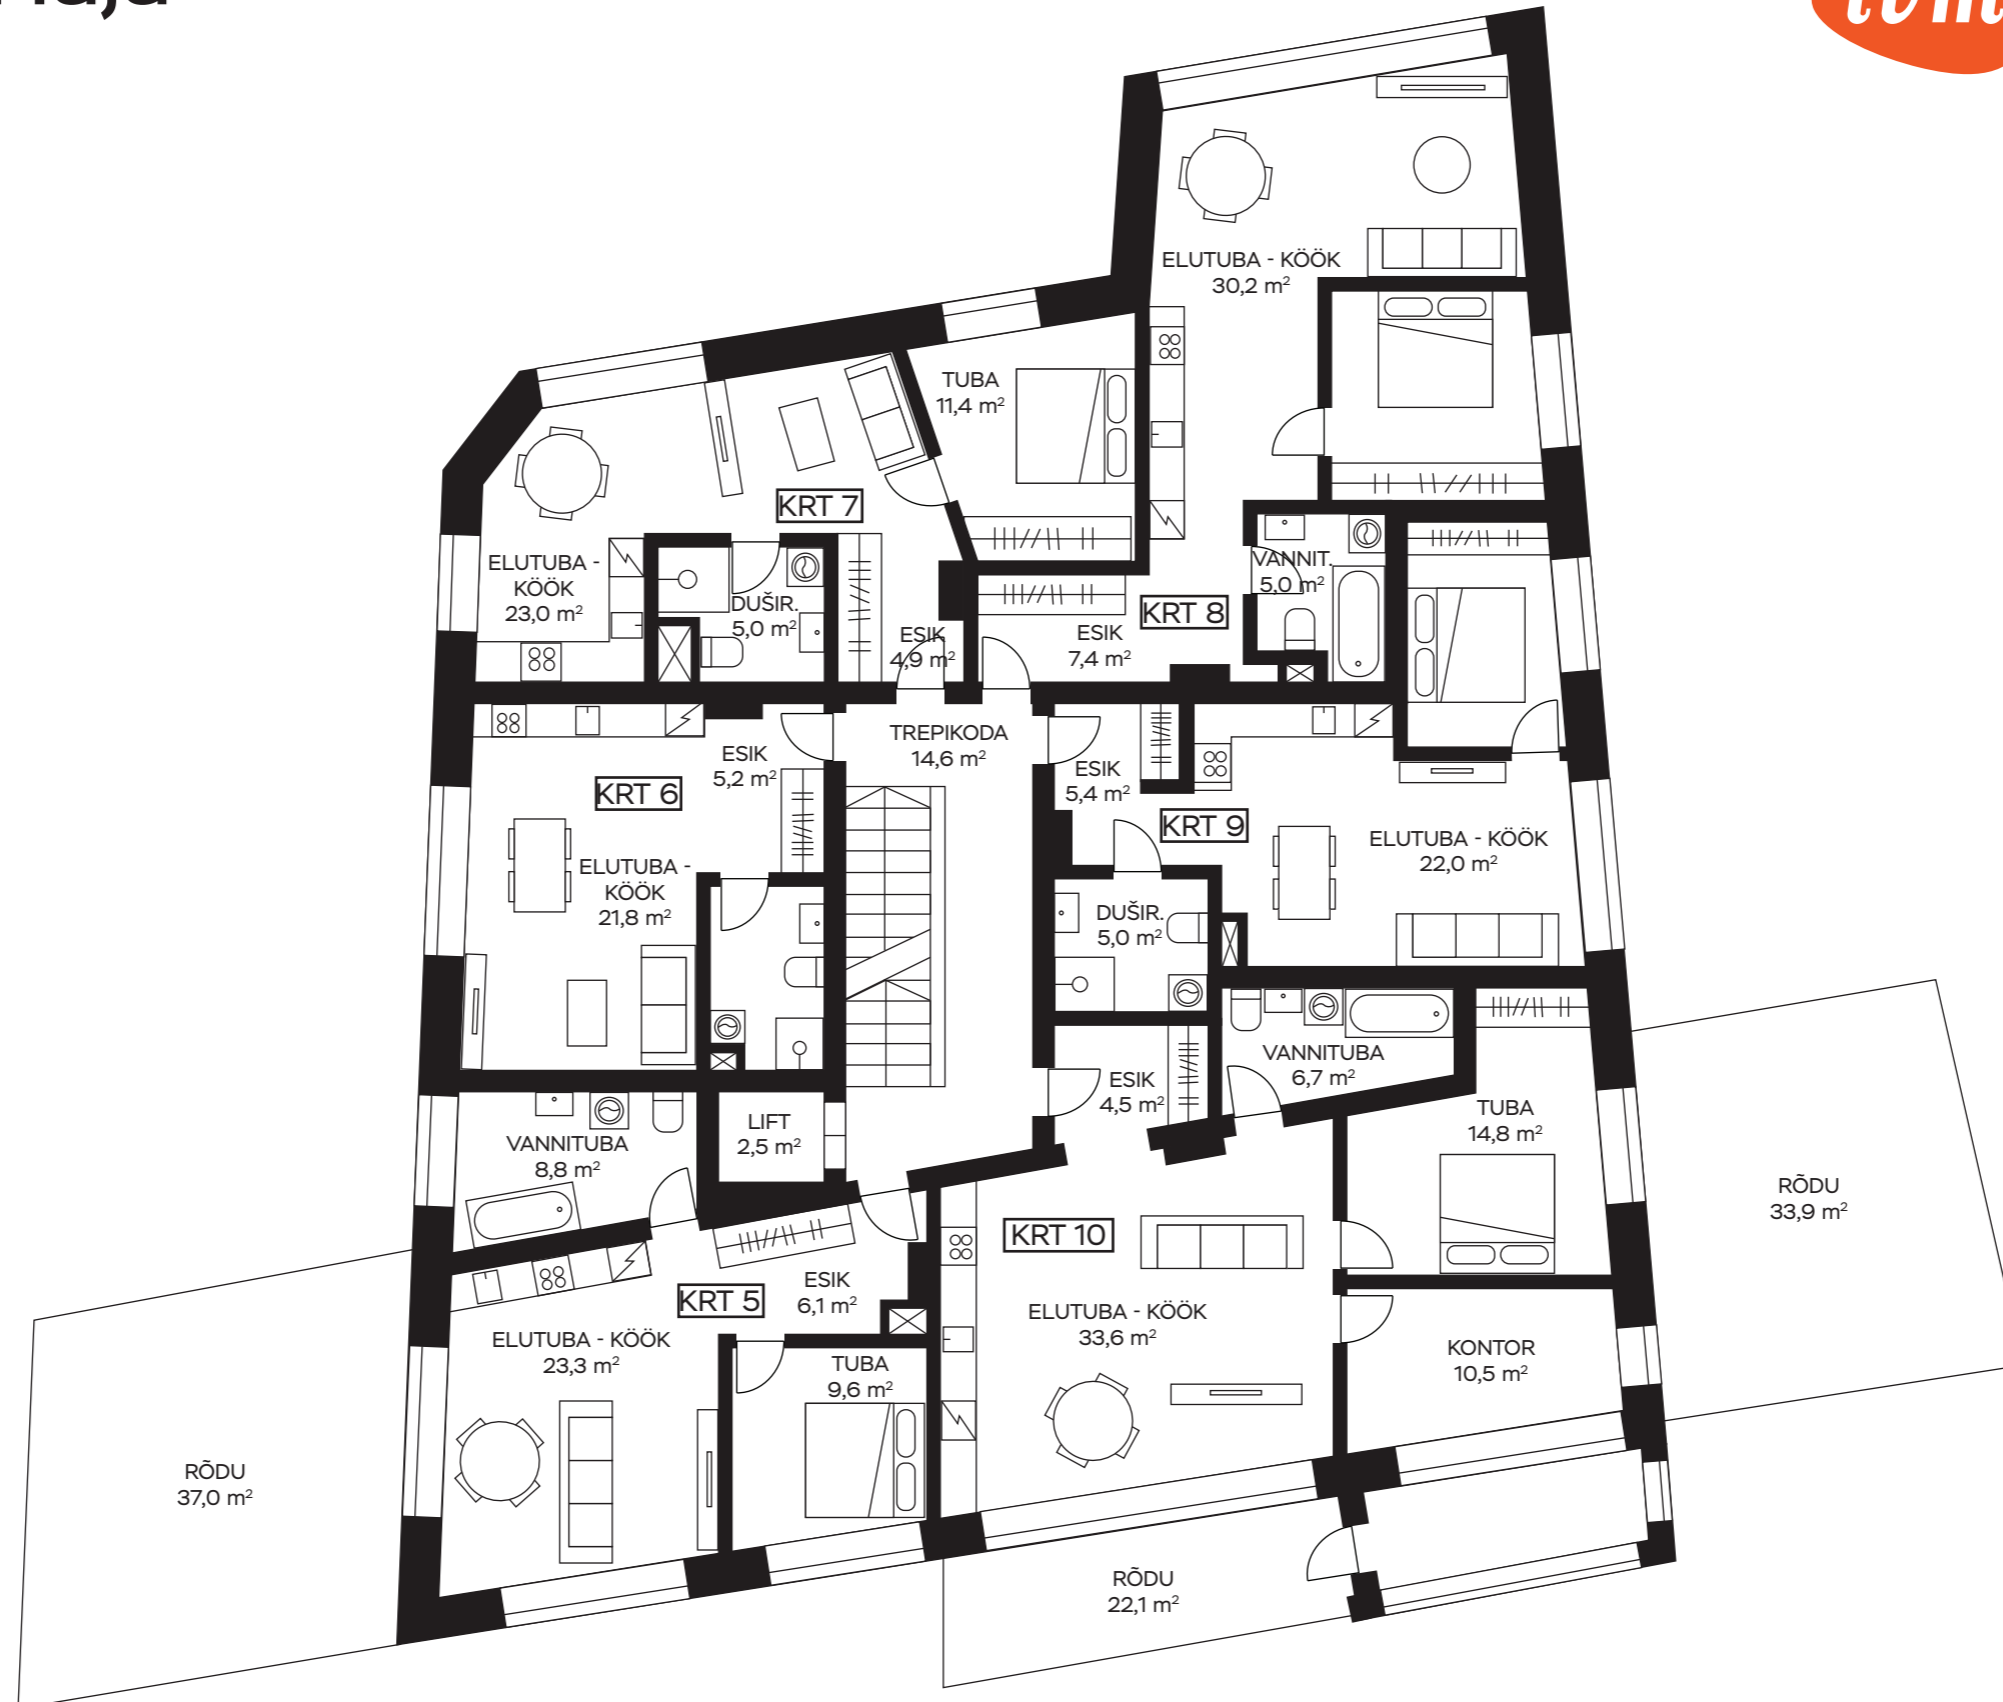 ELUTUBA - KÖÖK
30,2 m²
TUBA
11,4 m²
KRT 7
ELUTUBA -
KÖÖK
23,0 m²
DUŠIR.
5,0 m²
ESIK
4,9 m²
VANNIT.
5,0 m²
KRT 8
ESIK
7,4 m²
TREPIKODA
14,6 m²
ESIK
5,2 m²
KRT 6
ELUTUBA -
KÖÖK
21,8 m²
ESIK
5,4 m²
KRT 9
ELUTUBA - KÖÖK
22,0 m²
DUŠIR.
5,0 m²
VANNITUBA
6,7 m²
ESIK
4,5 m²
TUBA
14,8 m²
LIFT
2,5 m²
VANNITUBA
8,8 m²
RÕDU
33,9 m²
KRT 10
ESIK
6,1 m²
KRT 5
ELUTUBA - KÖÖK
33,6 m²
ELUTUBA - KÖÖK
23,3 m²
TUBA
9,6 m²
KONTOR
10,5 m²
RÕDU
37,0 m²
RÕDU
22,1 m²